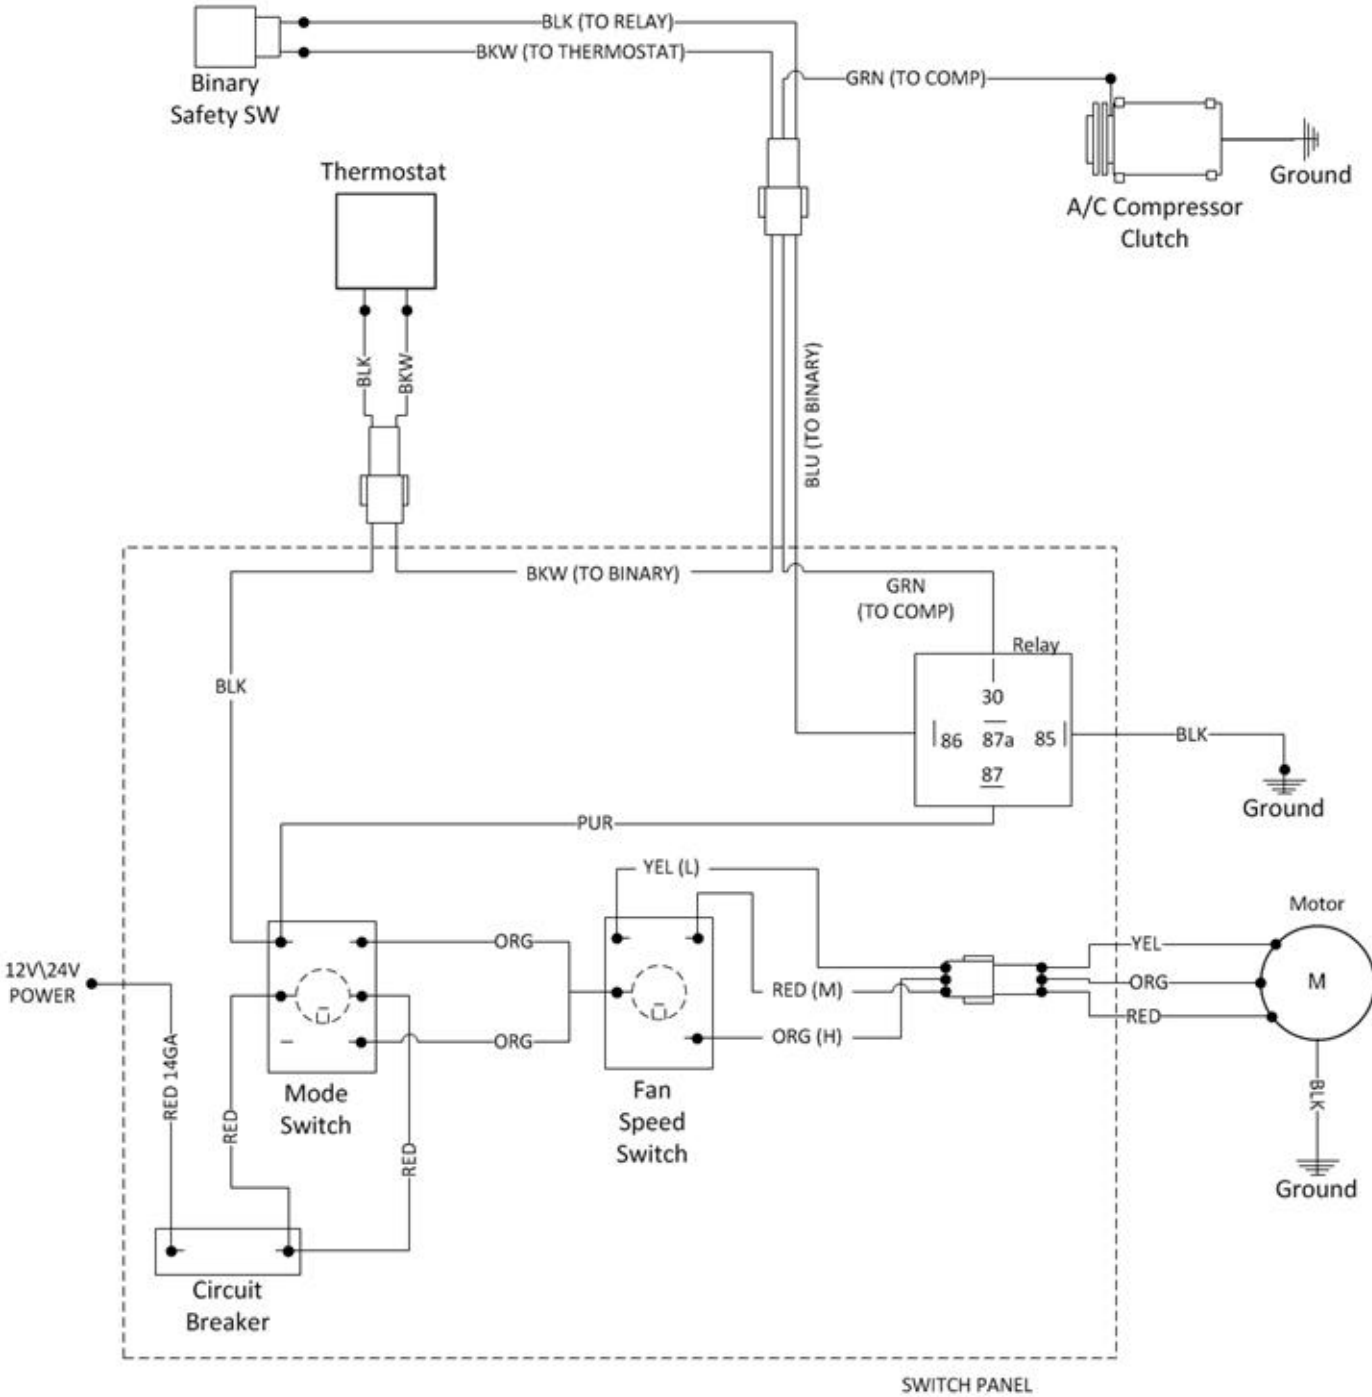 BLK (TO RELAY)
BKW (TO THERMOSTAT)
GRN (TO COMP)
Binary
Safety SW
Thermostat
Ground
A/C Compressor
Clutch
BLK
BKW
BLU (TO BINARY)
BKW (TO BINARY)
GRN
(TO COMP)
Relay
BLK
30
86
87a
85
87
BLK
Ground
PUR
YEL (L)
Motor
ORG
YEL
12V\24V
POWER
RED (M)
ORG
M
RED
ORG
ORG (H)
RED 14GA
Mode
Switch
Fan
Speed
Switch
RED
RED
BLK
Ground
Circuit
Breaker
SWITCH PANEL